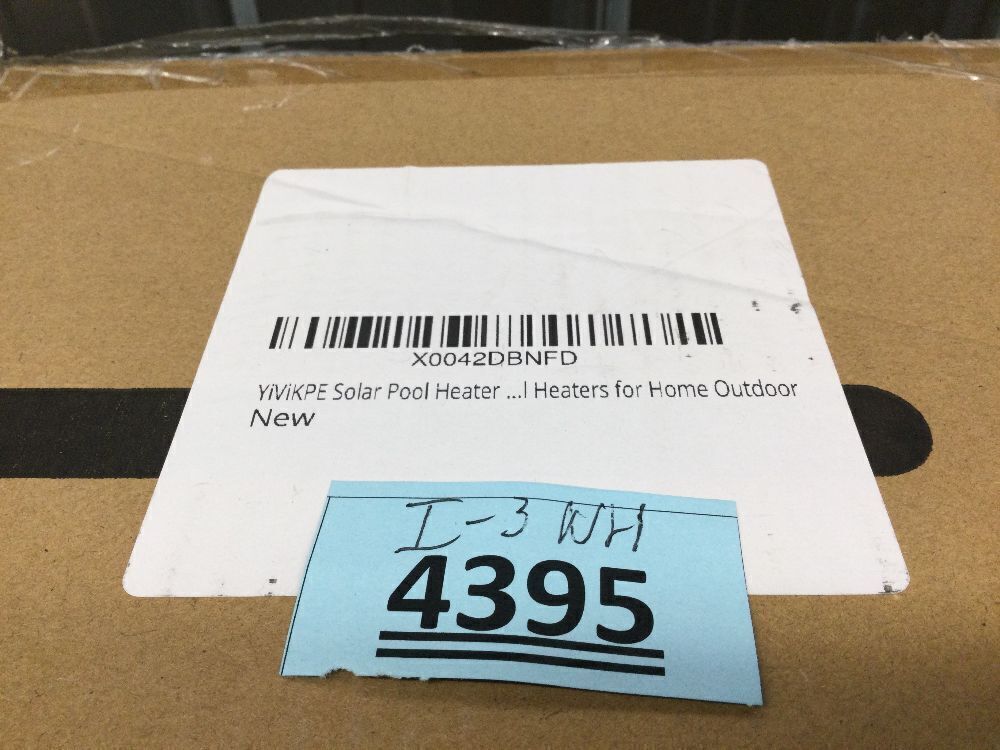 X0042DBNFD
YiViKPE Solar Pool Heater ...l Heaters for Home Outdoor
New
I-3 WH
4395